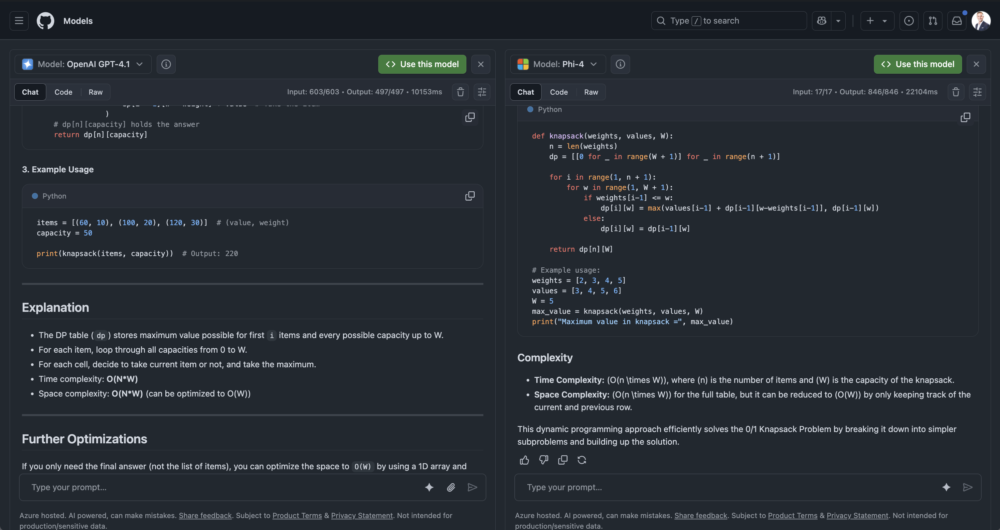 Models
Type / to search
Model: OpenAI GPT-4.1
Use this model
Chat
Code
Raw
Input: 603/603 • Output: 497/497 • 10153ms
)
# dp[n][capacity] holds the answer
return dp[n][capacity]
3. Example Usage
Python
items = [(60, 10), (100, 20), (120, 30)]  # (value, weight)
capacity = 50
print(knapsack(items, capacity))  # Output: 220
Explanation
• The DP table ( dp ) stores maximum value possible for first i items and every possible capacity up to W.
• For each item, loop through all capacities from 0 to W.
• For each cell, decide to take current item or not, and take the maximum.
• Time complexity: O(N*W)
• Space complexity: O(N*W) (can be optimized to O(W))
Further Optimizations
If you only need the final answer (not the list of items), you can optimize the space to O(W) by using a 1D array and
Type your prompt...
Azure hosted. AI powered, can make mistakes. Share feedback. Subject to Product Terms & Privacy Statement. Not intended for
production/sensitive data.
Model: Phi-4
Use this model
Chat
Code
Raw
Input: 17/17 • Output: 846/846 • 22104ms
Python
def knapsack(weights, values, W):
    n = len(weights)
    dp = [[0 for _ in range(W + 1)] for _ in range(n + 1)]
    for i in range(1, n + 1):
        for w in range(1, W + 1):
            if weights[i-1] <= w:
                dp[i][w] = max(values[i-1] + dp[i-1][w-weights[i-1]], dp[i-1][w])
            else:
                dp[i][w] = dp[i-1][w]
    return dp[n][W]
# Example usage:
weights = [2, 3, 4, 5]
values = [3, 4, 5, 6]
W = 5
max_value = knapsack(weights, values, W)
print("Maximum value in knapsack =", max_value)
Complexity
• Time Complexity: (O(n \times W)), where (n) is the number of items and (W) is the capacity of the knapsack.
• Space Complexity: (O(n \times W)) for the full table, but it can be reduced to (O(W)) by only keeping track of the
current and previous row.
This dynamic programming approach efficiently solves the 0/1 Knapsack Problem by breaking it down into simpler
subproblems and building up the solution.
Type your prompt...
Azure hosted. AI powered, can make mistakes. Share feedback. Subject to Product Terms & Privacy Statement. Not intended for
production/sensitive data.